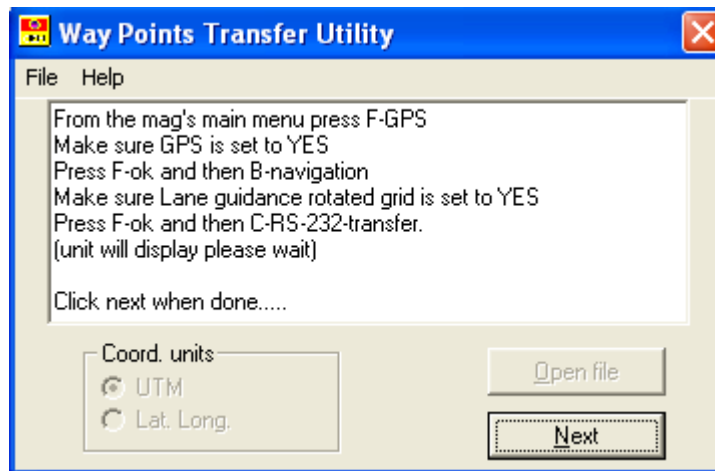 Way Points Transfer Utility
File Help
From the mag's main menu press F-GPS
Make sure GPS is set to YES
Press F-ok and then B-navigation
Make sure Lane guidance rotated grid is set to YES
Press F-ok and then C-RS-232-transfer.
(unit will display please wait)
Click next when done.....
Coord. units
UTM
Lat. Long.
Open file
Next